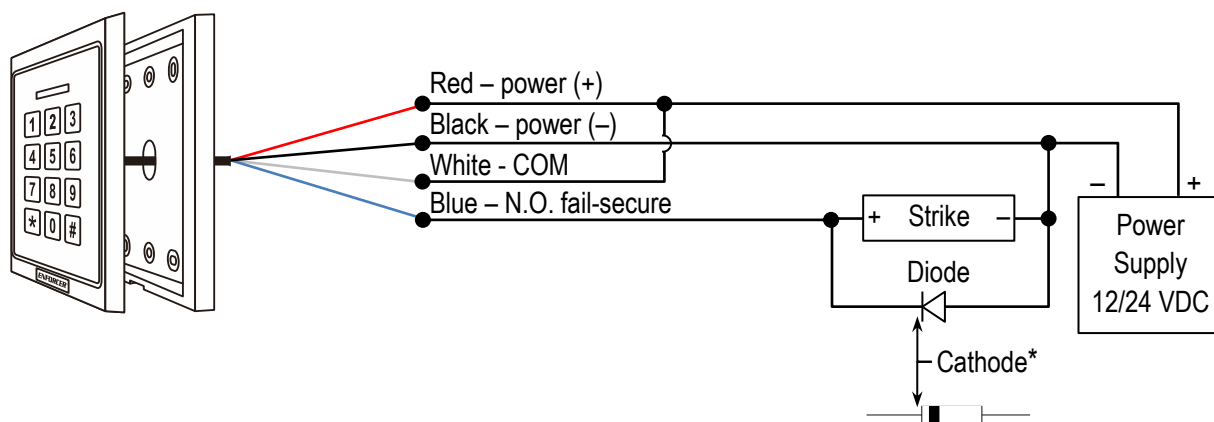 1 2 3
4 5 6
7 8 9
* 0 #
ENFORCER
Red – power (+)
Black – power (–)
White - COM
Blue – N.O. fail-secure
+ Strike –
Diode
Cathode*
– +
Power
Supply
12/24 VDC